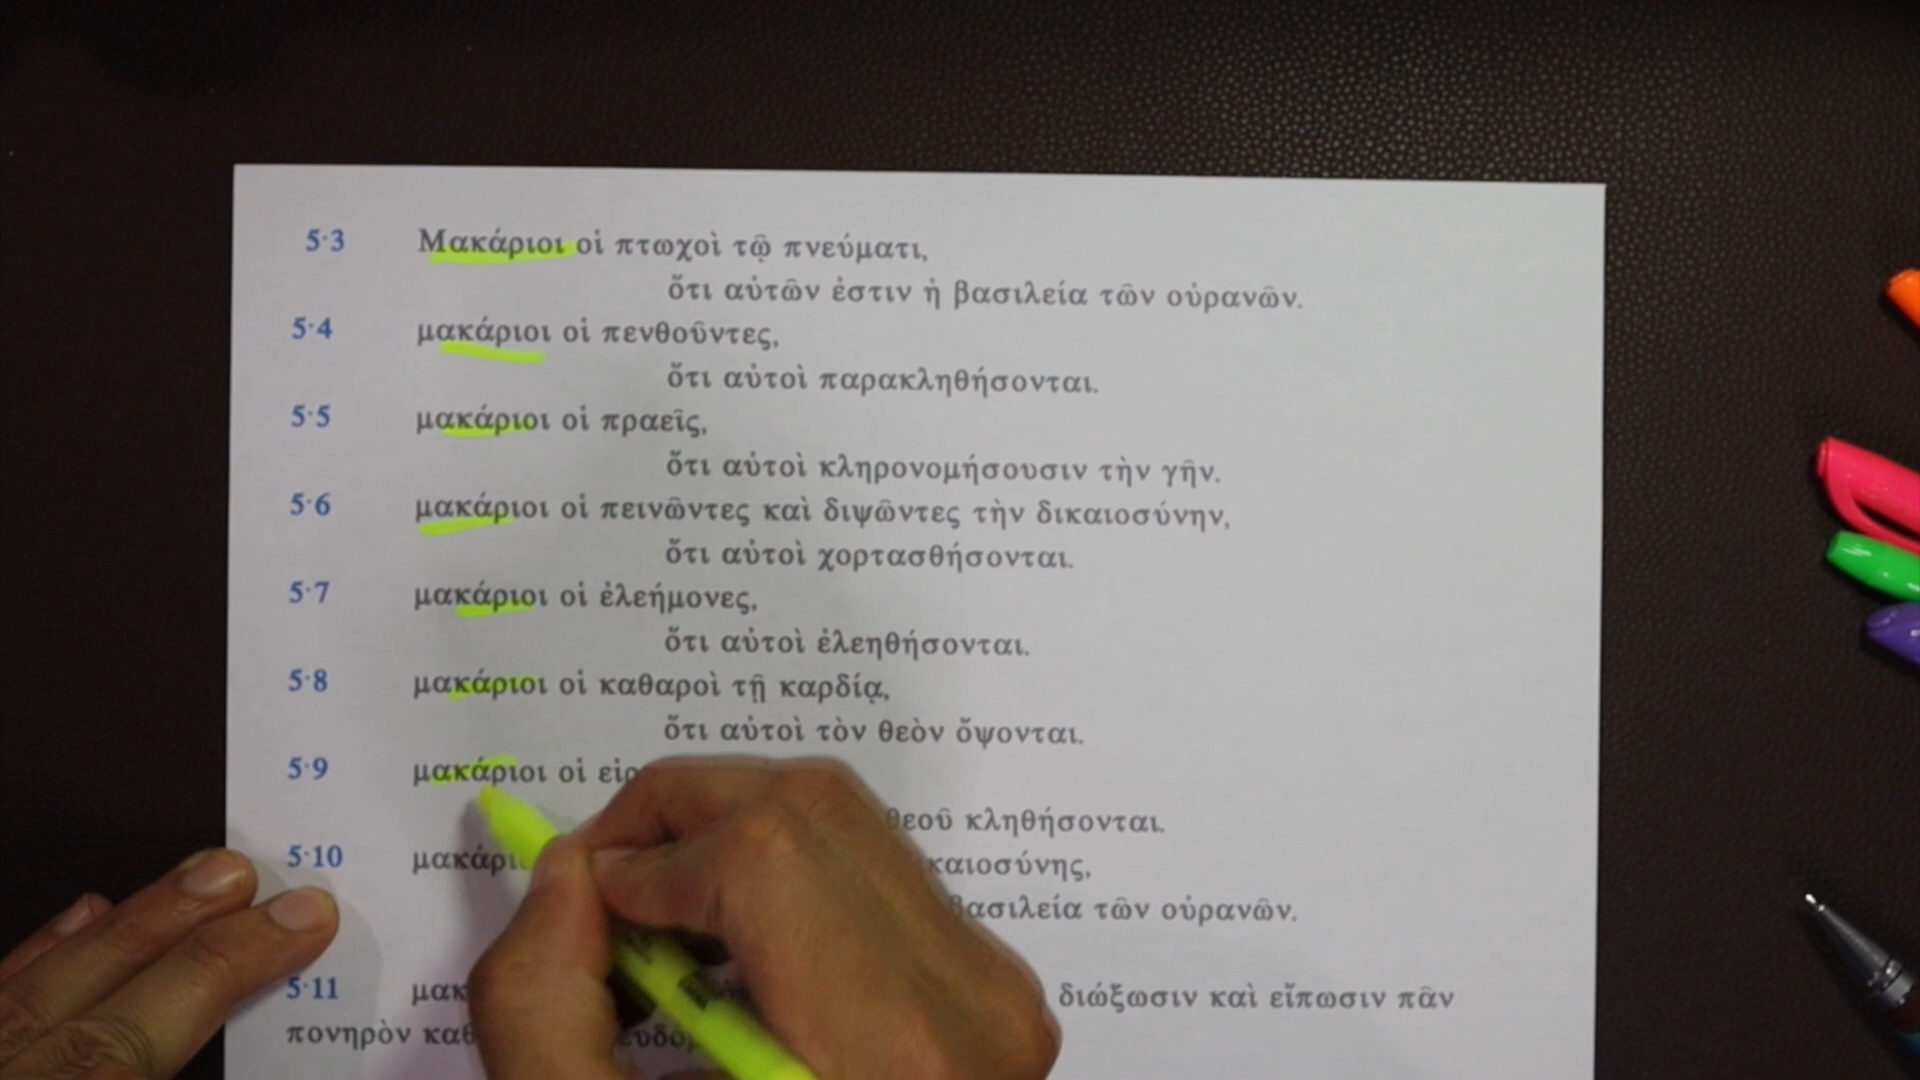 5·3 Μακάριοι οἱ πτωχοὶ τῷ πνεύματι,
ὅτι αὐτῶν ἐστιν ἡ βασιλεία τῶν οὐρανῶν.
5·4 μακάριοι οἱ πενθοῦντες,
ὅτι αὐτοὶ παρακληθήσονται.
5·5 μακάριοι οἱ πραεῖς,
ὅτι αὐτοὶ κληρονομήσουσιν τὴν γῆν.
5·6 μακάριοι οἱ πεινῶντες καὶ διψῶντες τὴν δικαιοσύνην,
ὅτι αὐτοὶ χορτασθήσονται.
5·7 μακάριοι οἱ ἐλεήμονες,
ὅτι αὐτοὶ ἐλεηθήσονται.
5·8 μακάριοι οἱ καθαροὶ τῇ καρδίᾳ,
ὅτι αὐτοὶ τὸν θεὸν ὄψονται.
5·9 μακάριοι οἱ
θεοῦ κληθήσονται.
5·10
βασιλεία τῶν οὐρανῶν.
5·11 διώξωσιν καὶ εἴπωσιν πᾶν
πονηρὸν